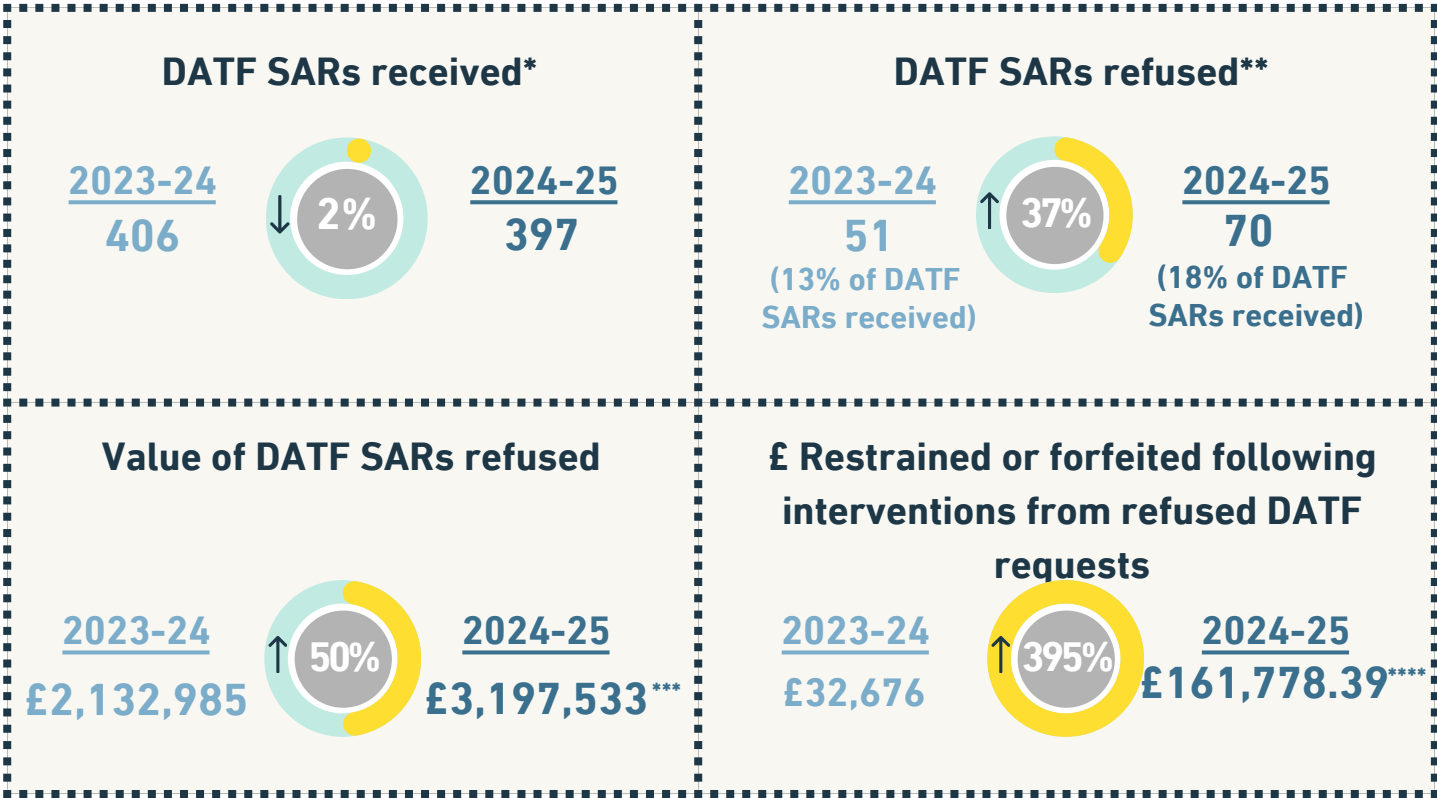 DATF SARs received*
2023-24
406
↓
2%
2024-25
397
DATF SARs refused**
2023-24
51
(13% of DATF
SARs received)
↑
37%
2024-25
70
(18% of DATF
SARs received)
Value of DATF SARs refused
2023-24
£2,132,985
↑
50%
2024-25
£3,197,533***
£ Restrained or forfeited following
interventions from refused DATF
requests
2023-24
£32,676
↑
395%
2024-25
£161,778.39****